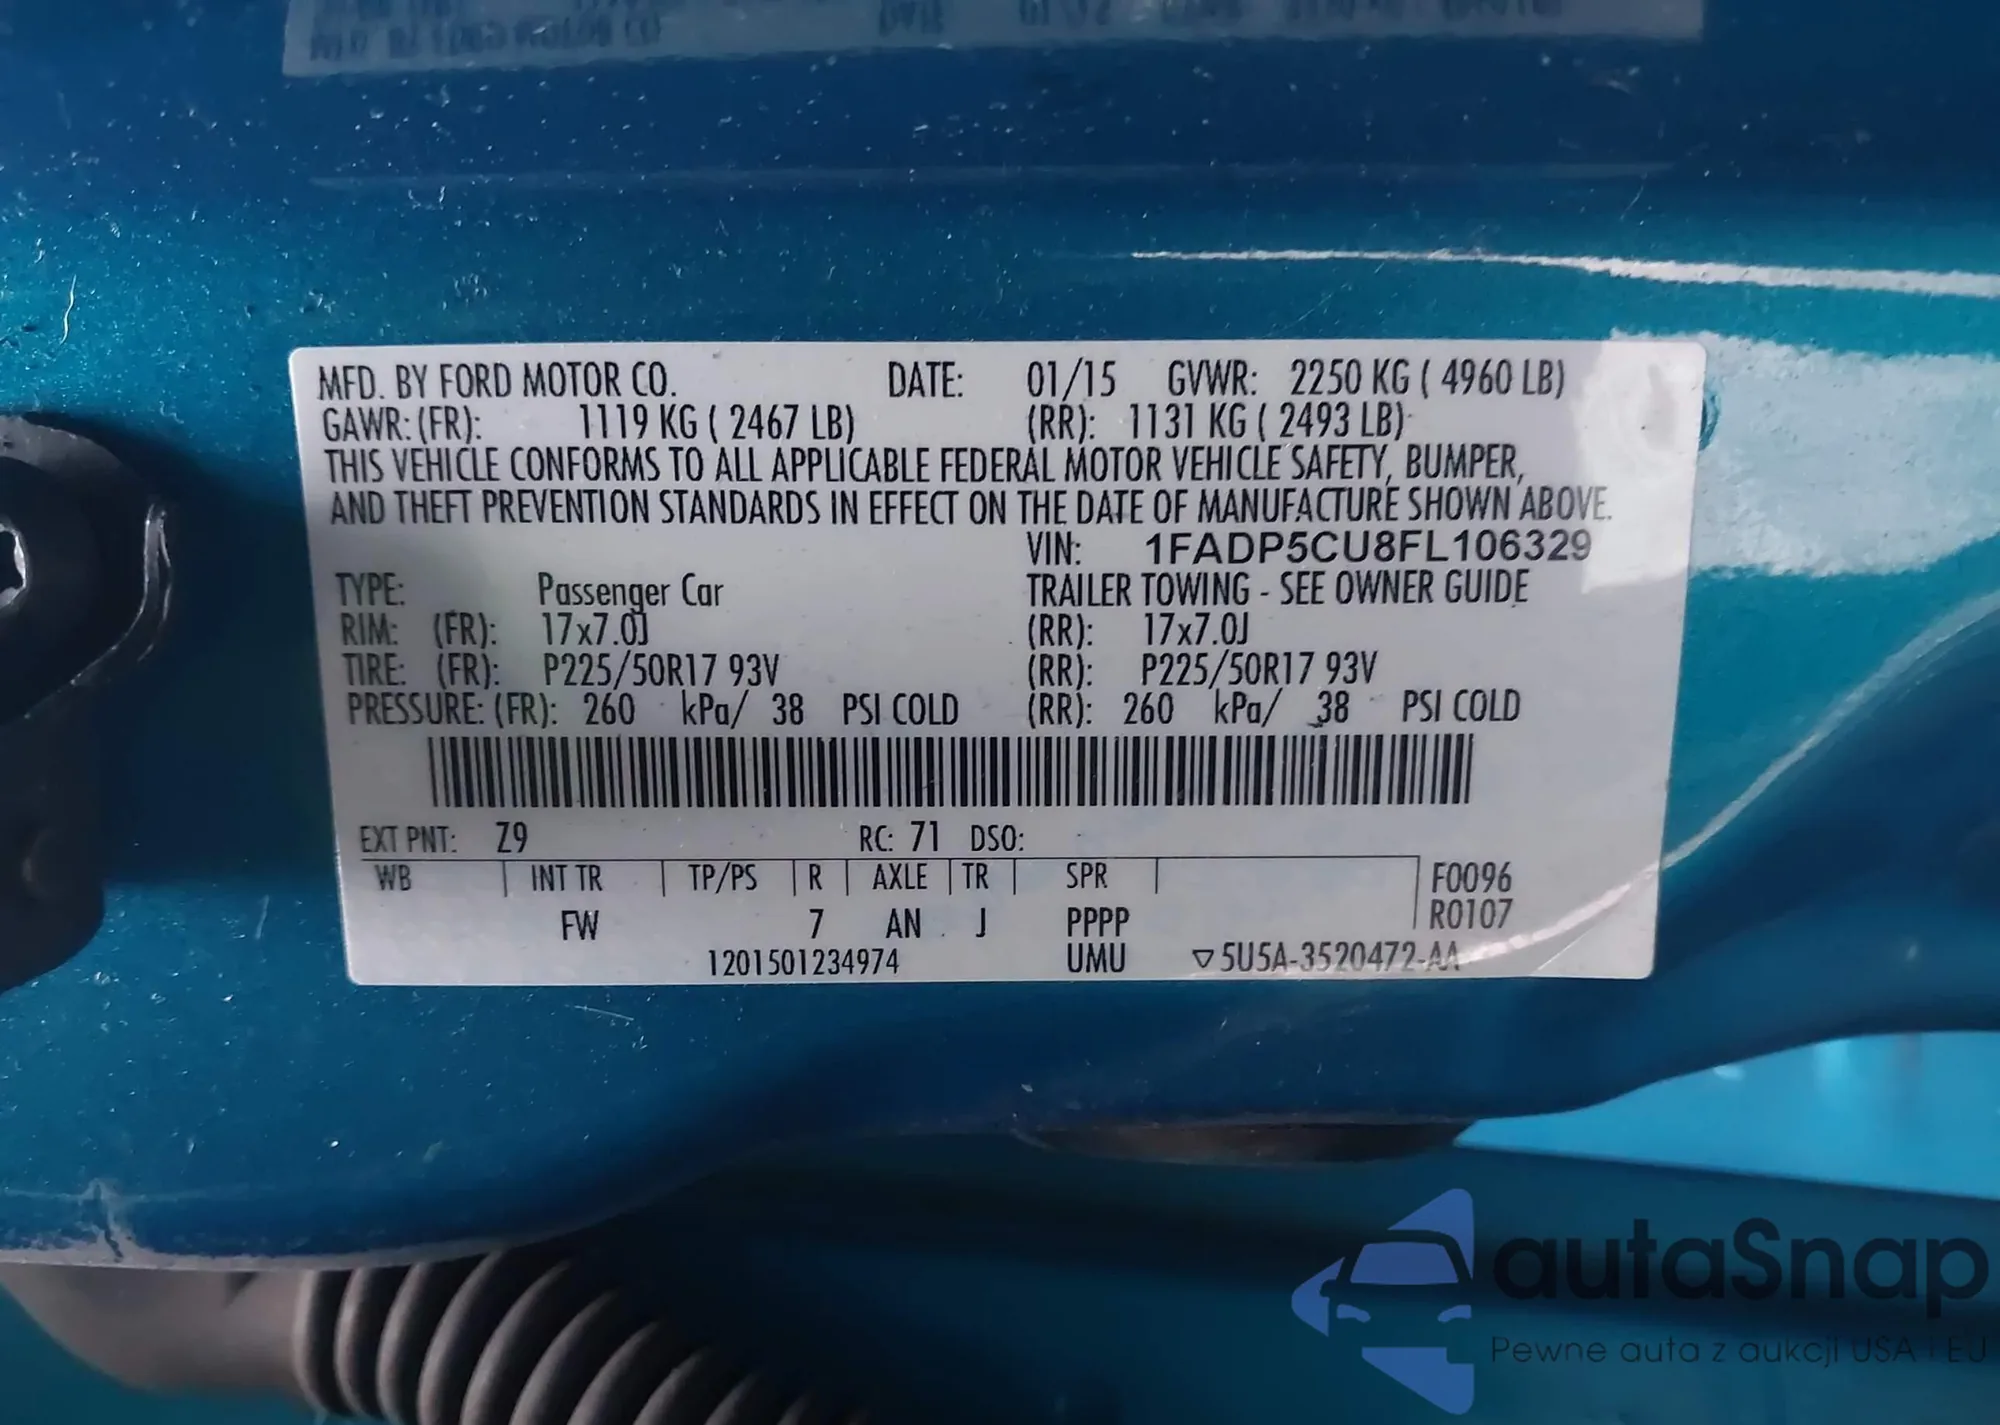 MFD. BY FORD MOTOR CO. DATE: 01/15 GVWR: 2250 KG ( 4960 LB)
GAWR: (FR): 1119 KG ( 2467 LB) (RR): 1131 KG ( 2493 LB)
THIS VEHICLE CONFORMS TO ALL APPLICABLE FEDERAL MOTOR VEHICLE SAFETY, BUMPER,
AND THEFT PREVENTION STANDARDS IN EFFECT ON THE DATE OF MANUFACTURE SHOWN ABOVE.
VIN: 1FADP5CU8FL106329
TYPE: Passenger Car TRAILER TOWING - SEE OWNER GUIDE
RIM: (FR): 17x7.0J (RR): 17x7.0J
TIRE: (FR): P225/50R17 93V (RR): P225/50R17 93V
PRESSURE: (FR): 260 kPa/ 38 PSI COLD (RR): 260 kPa/ 38 PSI COLD
EXT PNT: Z9 RC: 71 DSO:
WB INT TR TP/PS R AXLE TR SPR F0096
FW 7 AN J PPPP R0107
1201501234974 UMU ▽5U5A-3520472-AA
autaSnap
Pewne auta z aukcji USA i EU